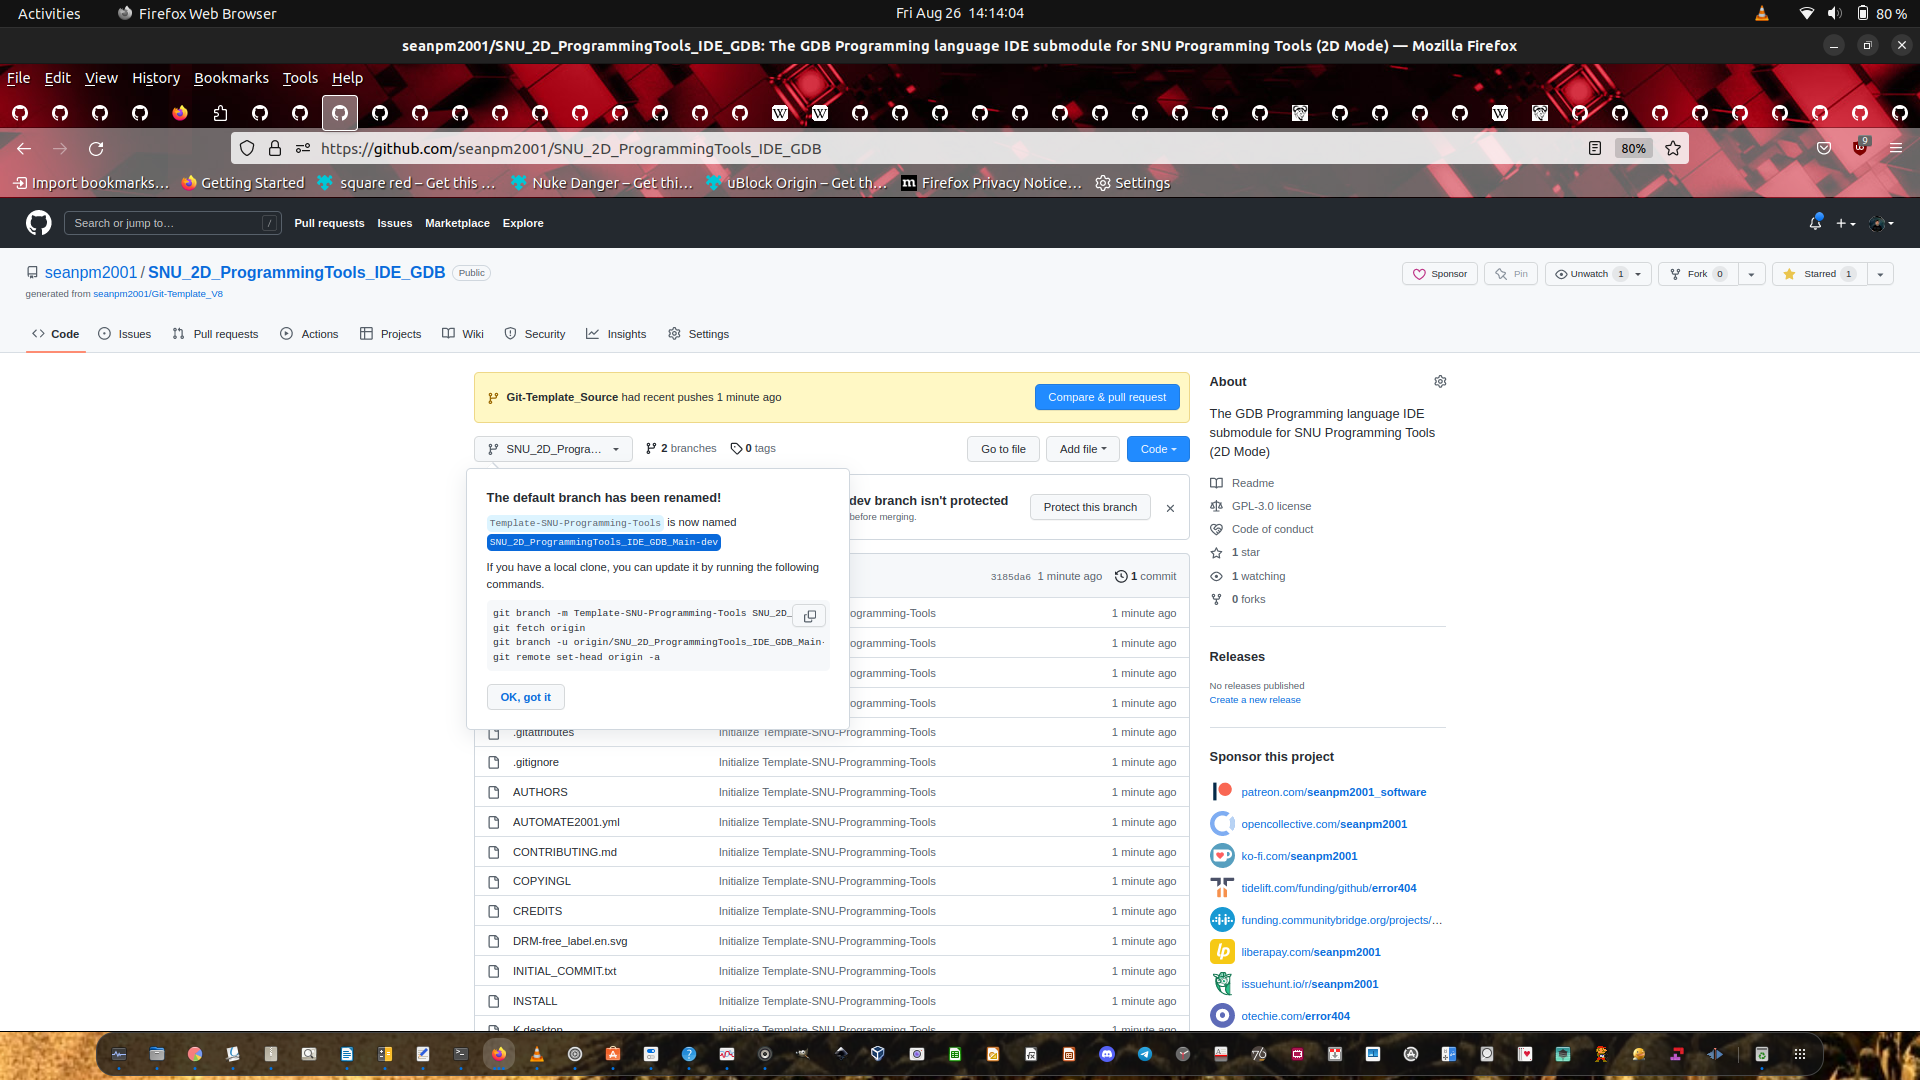 Activities
Firefox Web Browser
Fri Aug 26 14:14:04
80 %
seanpm2001/SNU_2D_ProgrammingTools_IDE_GDB: The GDB Programming language IDE submodule for SNU Programming Tools (2D Mode) — Mozilla Firefox
File Edit View History Bookmarks Tools Help
https://github.com/seanpm2001/SNU_2D_ProgrammingTools_IDE_GDB
80%
9
Import bookmarks…
Getting Started
square red – Get this …
Nuke Danger – Get thi…
uBlock Origin – Get th…
Firefox Privacy Notice…
Settings
Search or jump to…
/
Pull requests Issues Marketplace Explore
seanpm2001 / SNU_2D_ProgrammingTools_IDE_GDB Public
generated from seanpm2001/Git-Template_V8
Sponsor
Pin
Unwatch 1
Fork 0
Starred 1
Code
Issues
Pull requests
Actions
Projects
Wiki
Security
Insights
Settings
Git-Template_Source had recent pushes 1 minute ago
Compare & pull request
SNU_2D_Progra…
2 branches
0 tags
Go to file
Add file
Code
The default branch has been renamed!
Template-SNU-Programming-Tools is now named
SNU_2D_ProgrammingTools_IDE_GDB_Main-dev
If you have a local clone, you can update it by running the following
commands.
git branch -m Template-SNU-Programming-Tools SNU_2D_
git fetch origin
git branch -u origin/SNU_2D_ProgrammingTools_IDE_GDB_Main-
git remote set-head origin -a
OK, got it
dev branch isn't protected
before merging.
Protect this branch
3185da6 1 minute ago
1 commit
ogramming-Tools 1 minute ago
ogramming-Tools 1 minute ago
ogramming-Tools 1 minute ago
ogramming-Tools 1 minute ago
.gitattributes Initialize Template-SNU-Programming-Tools 1 minute ago
.gitignore Initialize Template-SNU-Programming-Tools 1 minute ago
AUTHORS Initialize Template-SNU-Programming-Tools 1 minute ago
AUTOMATE2001.yml Initialize Template-SNU-Programming-Tools 1 minute ago
CONTRIBUTING.md Initialize Template-SNU-Programming-Tools 1 minute ago
COPYINGL Initialize Template-SNU-Programming-Tools 1 minute ago
CREDITS Initialize Template-SNU-Programming-Tools 1 minute ago
DRM-free_label.en.svg Initialize Template-SNU-Programming-Tools 1 minute ago
INITIAL_COMMIT.txt Initialize Template-SNU-Programming-Tools 1 minute ago
INSTALL Initialize Template-SNU-Programming-Tools 1 minute ago
K.desktop Initialize Template-SNU-Programming-Tools 1 minute ago
About
The GDB Programming language IDE
submodule for SNU Programming Tools
(2D Mode)
Readme
GPL-3.0 license
Code of conduct
1 star
1 watching
0 forks
Releases
No releases published
Create a new release
Sponsor this project
patreon.com/seanpm2001_software
opencollective.com/seanpm2001
ko-fi.com/seanpm2001
tidelift.com/funding/github/error404
funding.communitybridge.org/projects/…
liberapay.com/seanpm2001
issuehunt.io/r/seanpm2001
otechie.com/error404